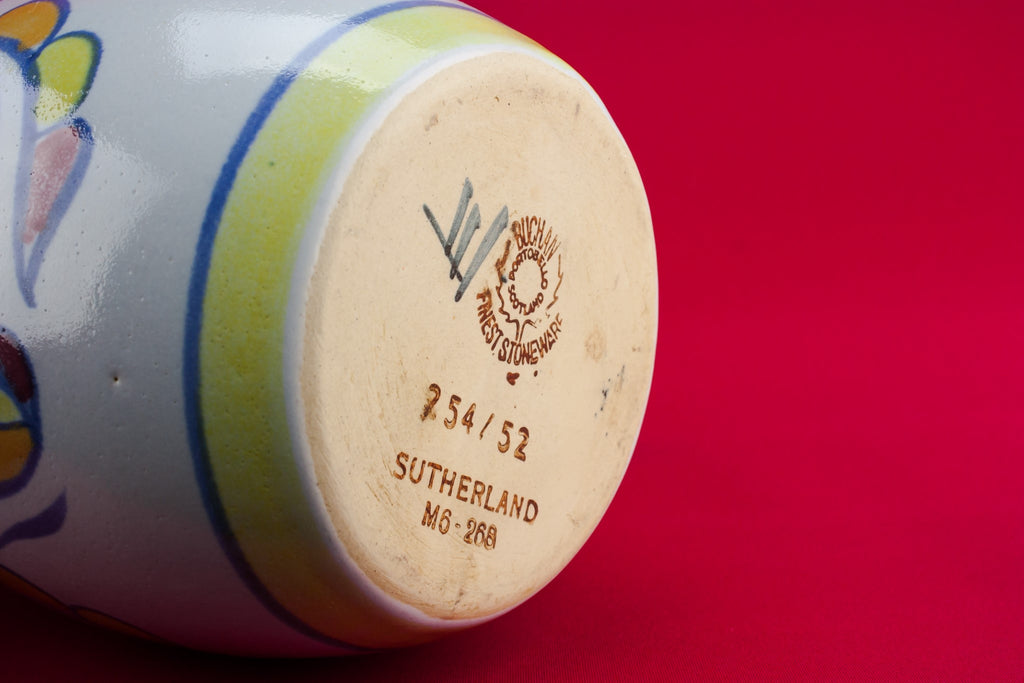 BUCHAN
PORTOBELLO
SCOTLAND
FINEST STONEWARE
254/52
SUTHERLAND
M6-268